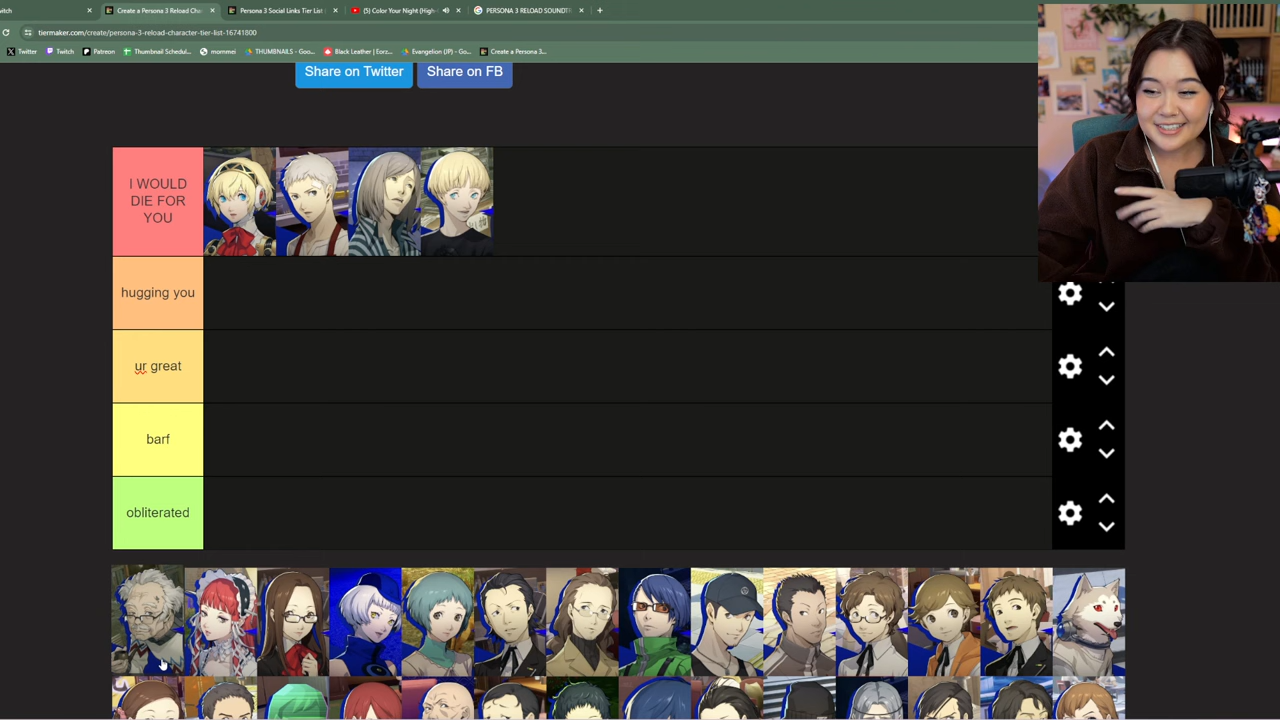 witch
Create a Persona 3 Reload Char
Persona 3 Social Links Tier List
(5) Color Your Night (High-
PERSONA 3 RELOAD SOUNDT
tiermaker.com/create/persona-3-reload-character-tier-list-16741800
Twitter
Twitch
Patreon
Thumbnail Schedul...
mommei
THUMBNAILS - Goo...
Black Leather | Eorz...
Evangelion (JP) - Go...
Create a Persona 3...
Share on Twitter
Share on FB
I WOULD
DIE FOR
YOU
hugging you
ur great
barf
obliterated